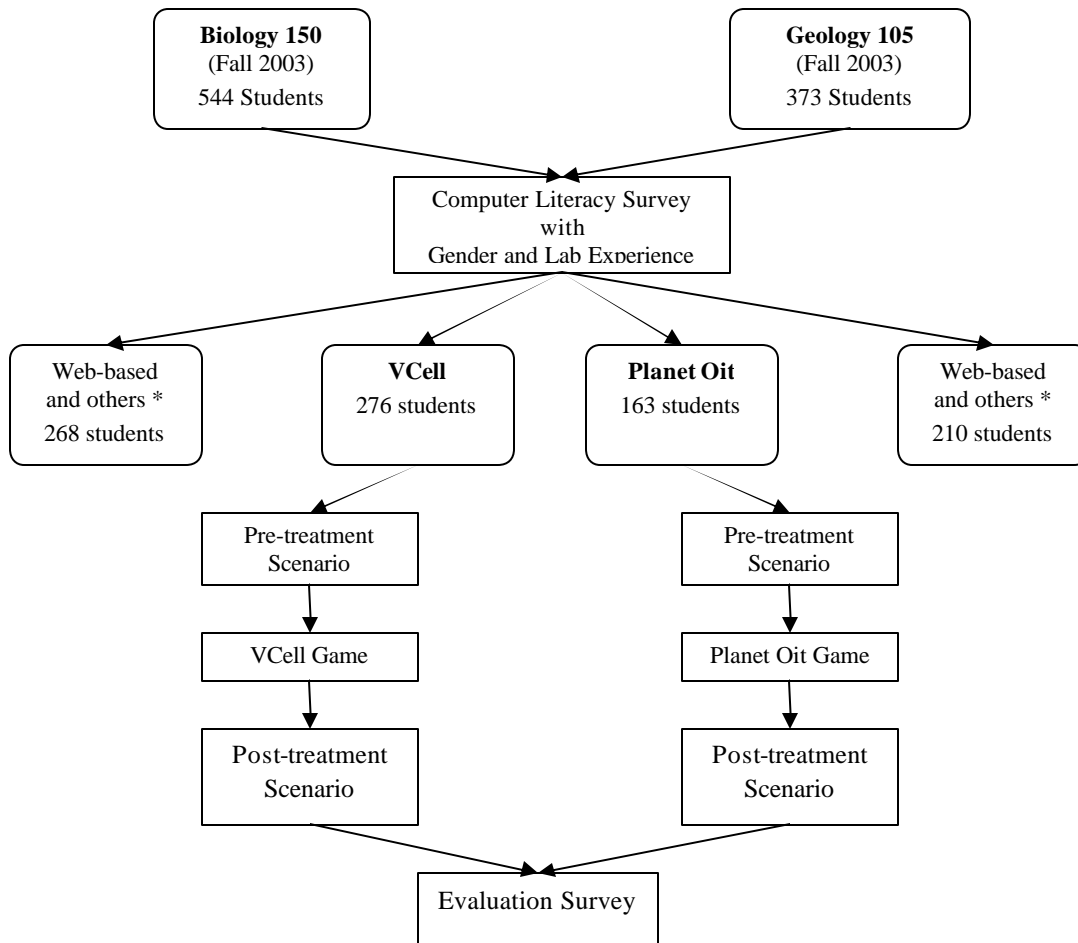 Biology 150
(Fall 2003)
544 Students
Geology 105
(Fall 2003)
373 Students
Computer Literacy Survey
with
Gender and Lab Experience
Web-based
and others *
268 students
VCell
276 students
Planet Oit
163 students
Web-based
and others *
210 students
Pre-treatment
Scenario
Pre-treatment
Scenario
VCell Game
Planet Oit Game
Post-treatment
Scenario
Post-treatment
Scenario
Evaluation Survey